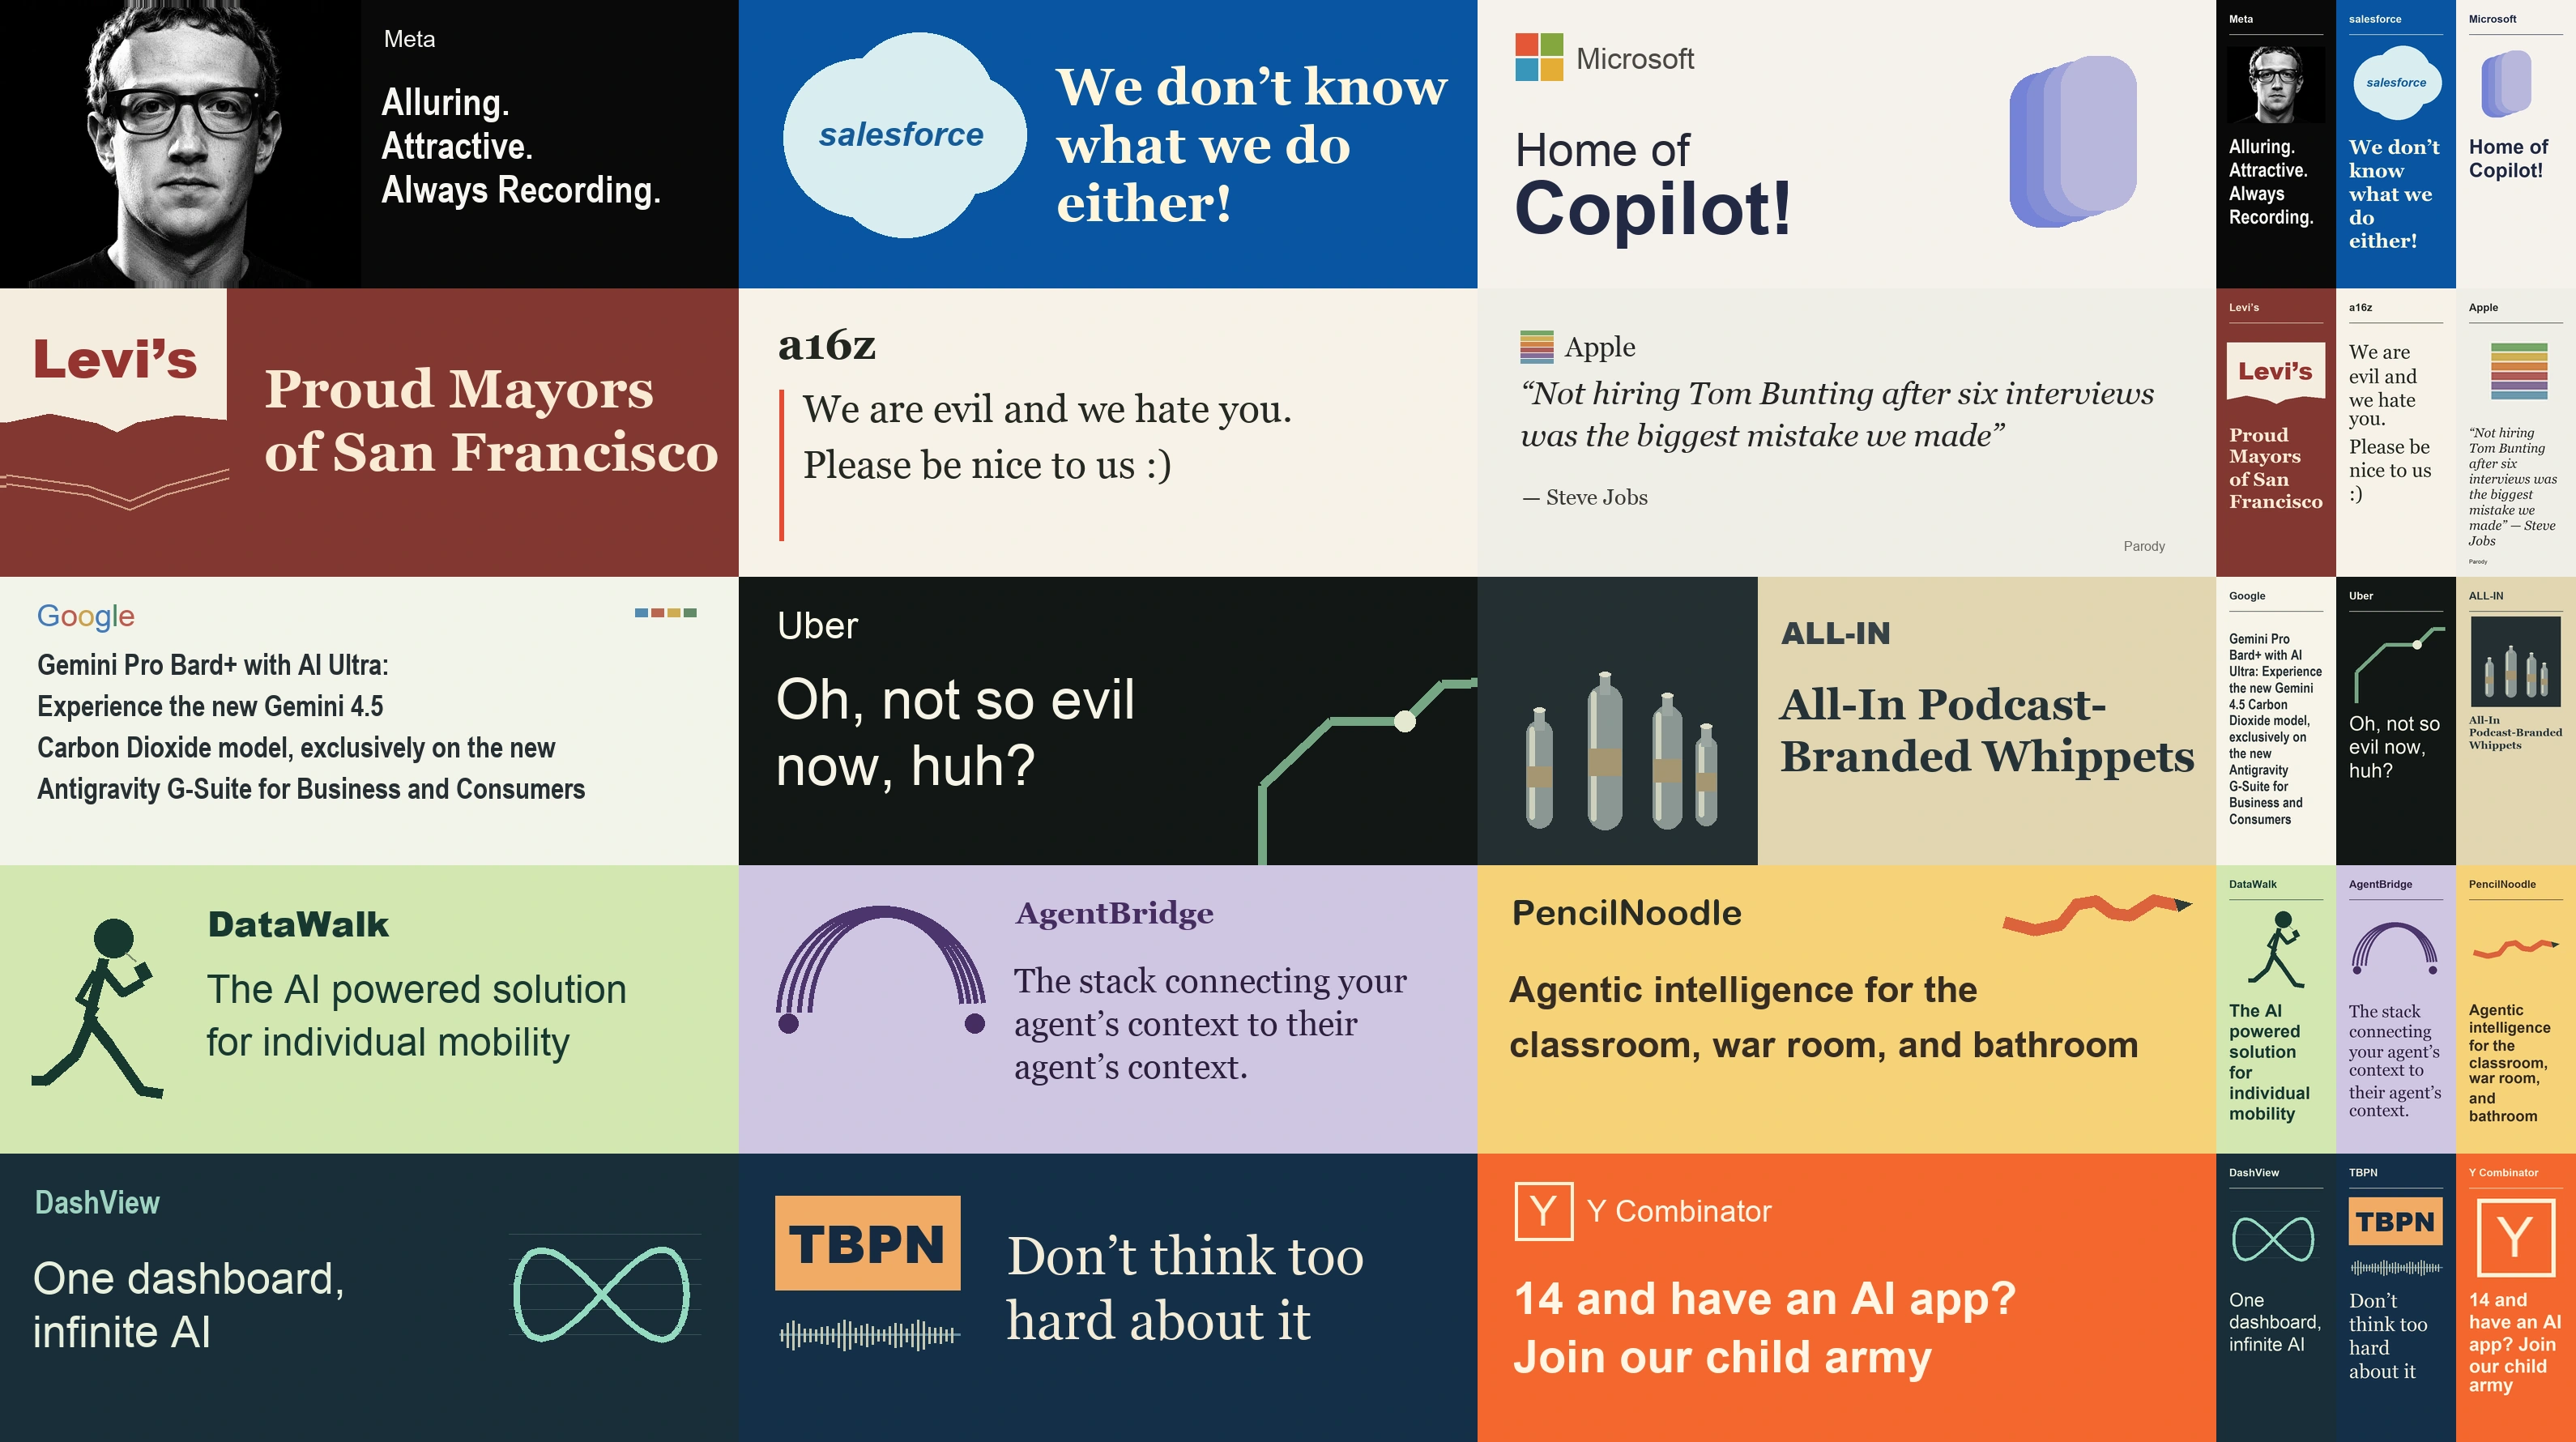 Meta
Alluring.
Attractive.
Always Recording.
salesforce
We don’t know
what we do
either!
Microsoft
Home of
Copilot!
Meta
Alluring.
Attractive.
Always
Recording.
salesforce
salesforce
We don’t
know
what we
do
either!
Microsoft
Home of
Copilot!
Levi’s
Proud Mayors
of San Francisco
a16z
We are evil and we hate you.
Please be nice to us :)
Apple
“Not hiring Tom Bunting after six interviews
was the biggest mistake we made”
— Steve Jobs
Parody
Levi’s
Levi’s
Proud
Mayors
of San
Francisco
a16z
We are
evil and
we hate
you.
Please be
nice to us
:)
Apple
“Not hiring
Tom Bunting
after six
interviews was
the biggest
mistake we
made” — Steve
Jobs
Parody
Google
Gemini Pro Bard+ with AI Ultra:
Experience the new Gemini 4.5
Carbon Dioxide model, exclusively on the new
Antigravity G-Suite for Business and Consumers
Uber
Oh, not so evil
now, huh?
ALL-IN
All-In Podcast-
Branded Whippets
Google
Gemini Pro
Bard+ with AI
Ultra: Experience
the new Gemini
4.5 Carbon
Dioxide model,
exclusively on
the new
Antigravity
G-Suite for
Business and
Consumers
Uber
Oh, not so
evil now,
huh?
ALL-IN
All-In
Podcast-Branded
Whippets
DataWalk
The AI powered solution
for individual mobility
AgentBridge
The stack connecting your
agent’s context to their
agent’s context.
PencilNoodle
Agentic intelligence for the
classroom, war room, and bathroom
DataWalk
The AI
powered
solution
for
individual
mobility
AgentBridge
The stack
connecting
your agent’s
context to
their agent’s
context.
PencilNoodle
Agentic
intelligence
for the
classroom,
war room,
and
bathroom
DashView
One dashboard,
infinite AI
TBPN
Don’t think too
hard about it
Y
Y Combinator
14 and have an AI app?
Join our child army
DashView
One
dashboard,
infinite AI
TBPN
TBPN
Don’t
think too
hard
about it
Y Combinator
Y
14 and
have an AI
app? Join
our child
army